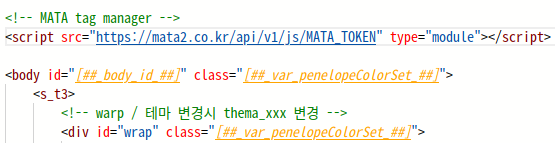 <!-- MATA tag manager -->
<script src="https://mata2.co.kr/api/v1/js/MATA_TOKEN" type="module"></script>
<body id="[##_body_id_##]" class="[##_var_penelopeColorSet_##]">
<s_t3>
<!-- warp / 테마 변경시 thema_xxx 변경 -->
<div id="wrap" class="[##_var_penelopeColorSet_##]">